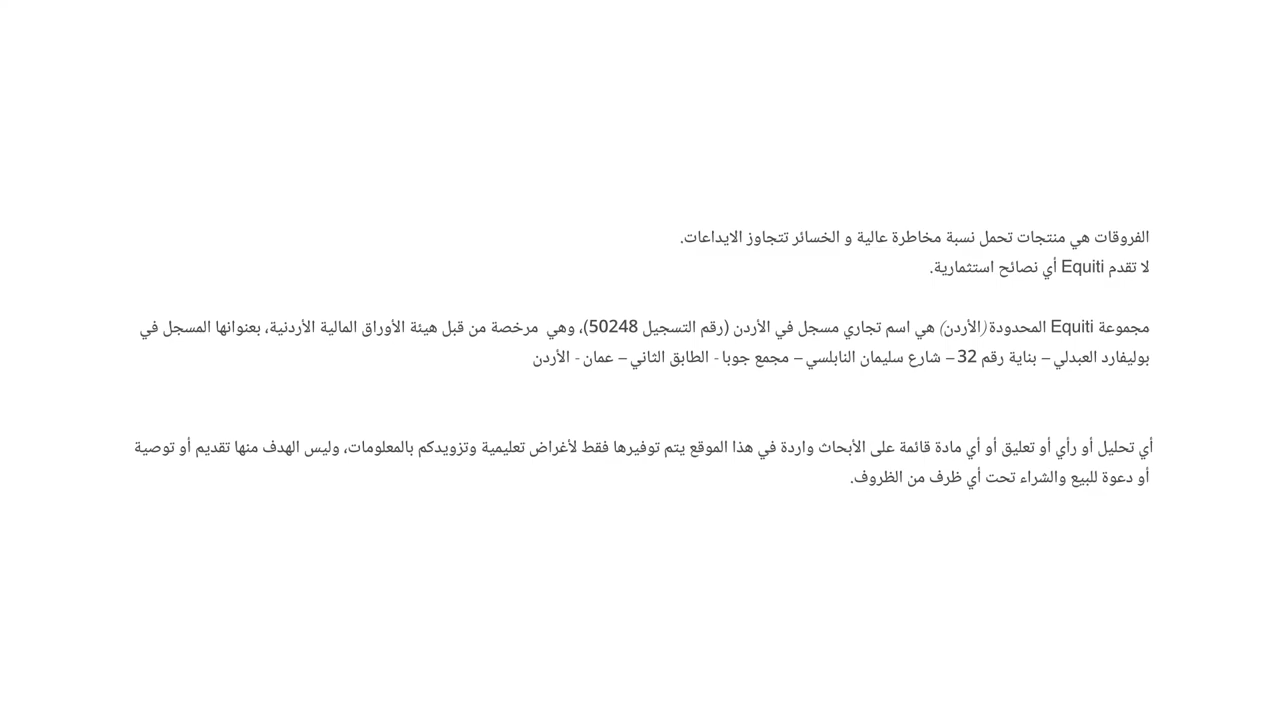 الفروقات هي منتجات تحمل نسبة مخاطرة عالية و الخسائر تتجاوز الايداعات.
لا تقدم Equiti أي نصائح استثمارية.
مجموعة Equiti المحدودة (الأردن) هي اسم تجاري مسجل في الأردن (رقم التسجيل 50248)، وهي مرخصة من قبل هيئة الأوراق المالية الأردنية، بعنوانها المسجل في
بوليفارد العبدلي – بناية رقم 32 – شارع سليمان النابلسي – مجمع جوبا - الطابق الثاني – عمان - الأردن
أي تحليل أو رأي أو تعليق أو أي مادة قائمة على الأبحاث واردة في هذا الموقع يتم توفيرها فقط لأغراض تعليمية وتزويدكم بالمعلومات، وليس الهدف منها تقديم أو توصية
أو دعوة للبيع والشراء تحت أي ظرف من الظروف.